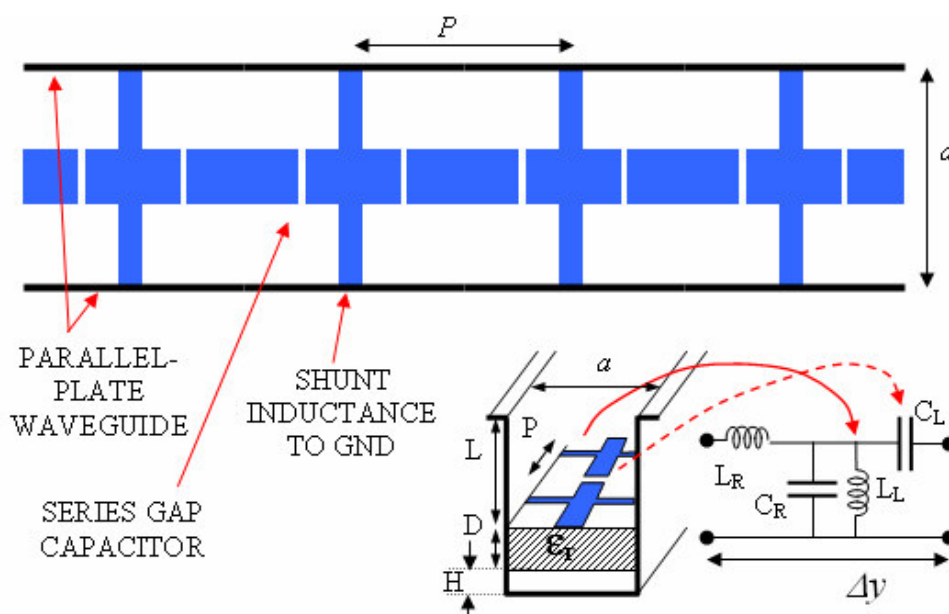 P
a
PARALLEL-
PLATE
WAVEGUIDE
SERIES GAP
CAPACITOR
SHUNT
INDUCTANCE
TO GND
a
P
L
D
H
εr
LR
CR
LL
CL
Δy